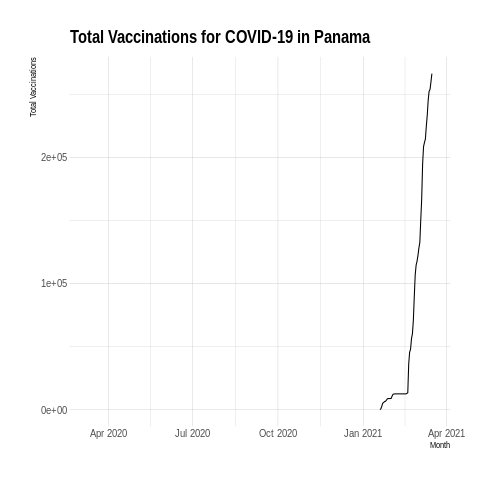 Total Vaccinations for COVID-19 in Panama
Total Vaccinations
2e+05
1e+05
0e+00
Apr 2020 Jul 2020 Oct 2020 Jan 2021 Apr 2021
Month